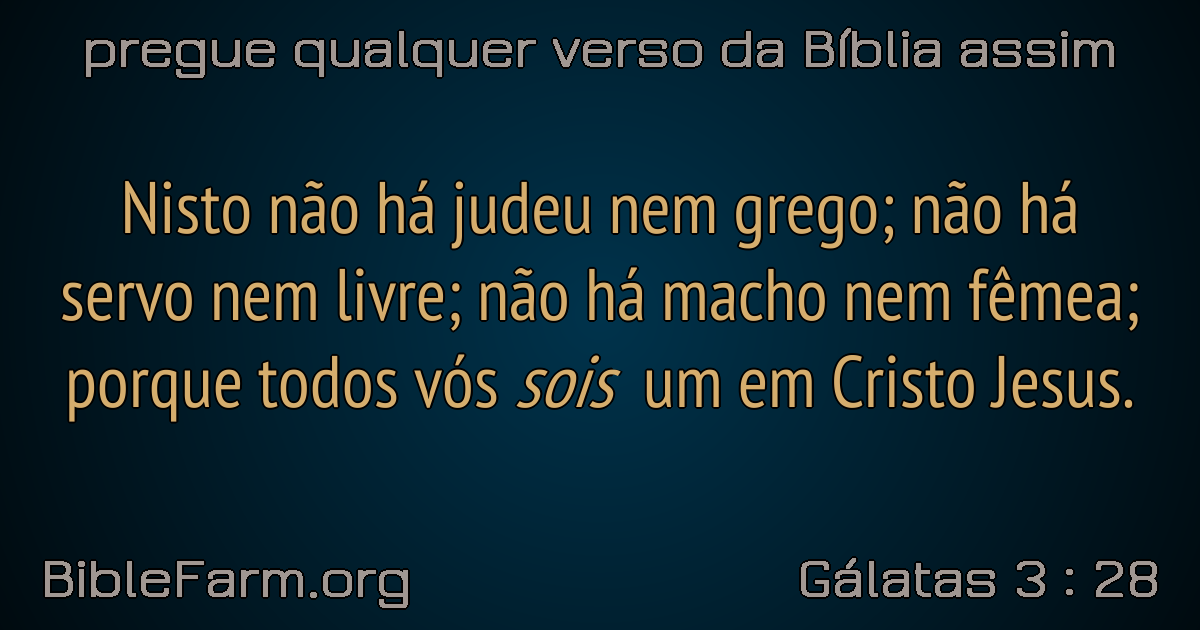 pregue qualquer verso da Bíblia assim
Nisto não há judeu nem grego; não há
servo nem livre; não há macho nem fêmea;
porque todos vós sois um em Cristo Jesus.
BibleFarm.org
Gálatas 3 : 28